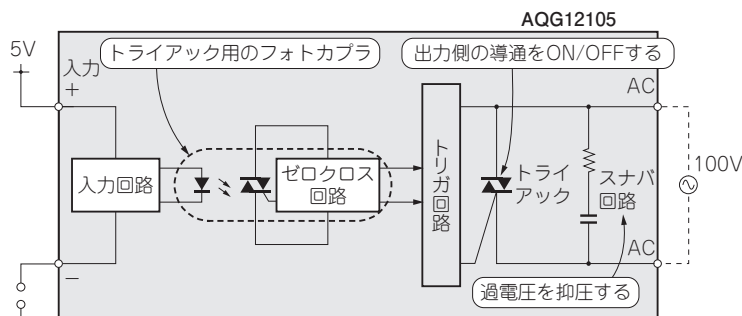 AQG12105
5V
入力
+
トライアック用のフォトカプラ
出力側の導通をON/OFFする
AC
入力回路
ゼロクロス
回路
トリガ回路
トライ
アック
スナバ
回路
100V
AC
−
過電圧を抑圧する